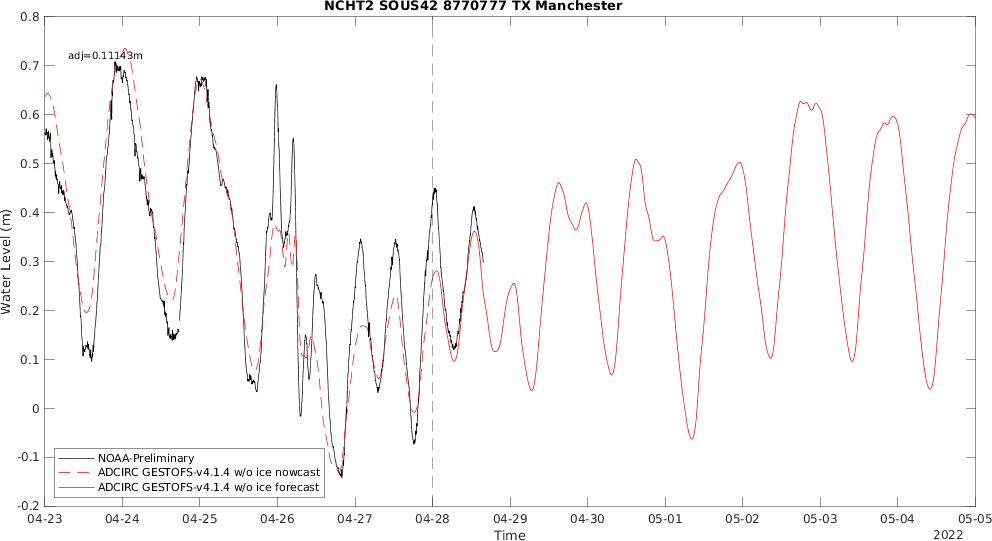 NCHT2 SOUS42 8770777 TX Manchester
adj=0.11143m
Water Level (m)
0.8
0.7
0.6
0.5
0.4
0.3
0.2
0.1
0
-0.1
-0.2
NOAA-Preliminary
ADCIRC GESTOFS-v4.1.4 w/o ice nowcast
ADCIRC GESTOFS-v4.1.4 w/o ice forecast
04-23 04-24 04-25 04-26 04-27 04-28 04-29 04-30 05-01 05-02 05-03 05-04 05-05
Time
2022